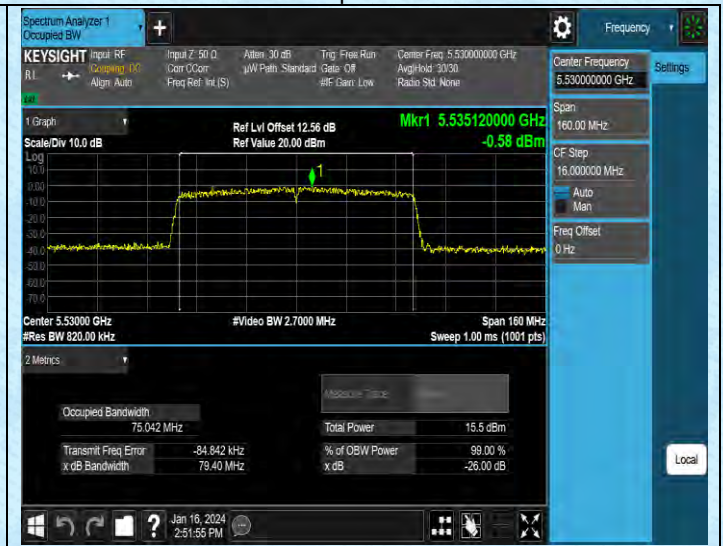 Spectrum Analyzer 1
Occupied BW
+
Frequency
KEYSIGHT Input: RF
Coupling: DC
Align: Auto
RL
Input Z: 50 Ω
Corr CCorr
Freq Ref: Int (S)
Atten: 30 dB
µW Path: Standard
Trig: Free Run
Gate: Off
#IF Gain: Low
Center Freq: 5.530000000 GHz
Avg|Hold: 30/30
Radio Std: None
Center Frequency
5.530000000 GHz
Settings
Span
160.00 MHz
CF Step
16.000000 MHz
Auto
Man
Freq Offset
0 Hz
1 Graph
Scale/Div 10.0 dB
Ref Lvl Offset 12.56 dB
Ref Value 20.00 dBm
Mkr1 5.535120000 GHz
-0.58 dBm
Log
10.0
0.00
-10.0
-20.0
-30.0
-40.0
-50.0
-60.0
-70.0
1
Center 5.53000 GHz
#Res BW 820.00 kHz
#Video BW 2.7000 MHz
Span 160 MHz
Sweep 1.00 ms (1001 pts)
2 Metrics
Measure Trace
Occupied Bandwidth
75.042 MHz
Total Power 15.5 dBm
Transmit Freq Error -84.842 kHz
% of OBW Power 99.00 %
x dB Bandwidth 79.40 MHz
x dB -26.00 dB
Local
?
Jan 16, 2024
2:51:55 PM